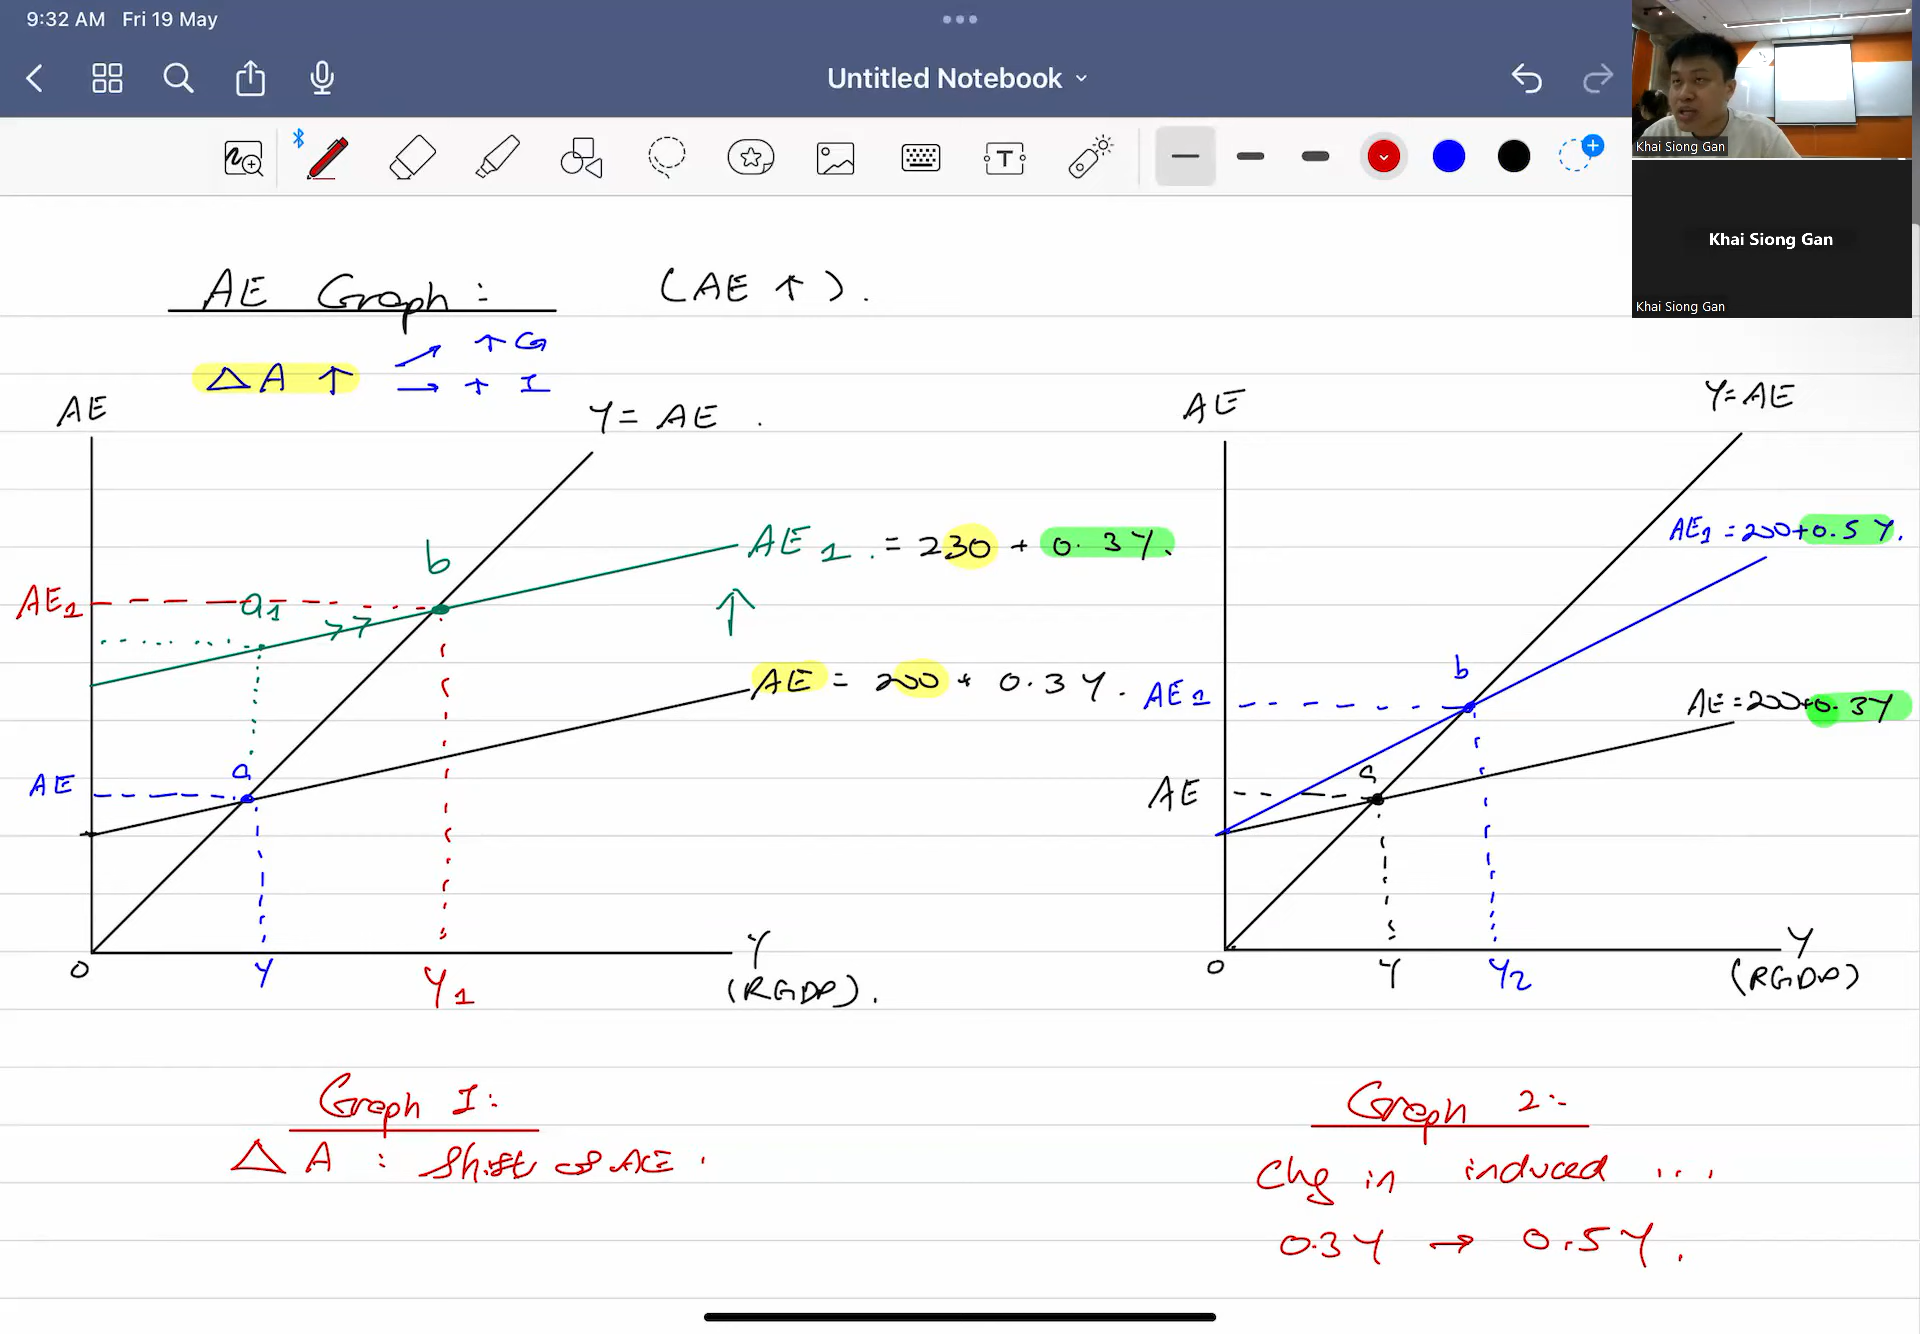 9:32 AM Fri 19 May
Untitled Notebook
Khai Siong Gan
Khai Siong Gan
Khai Siong Gan
AE Graph: (AE ↑).
△A ↑ ↗ ↑ G
→ + I
AE
Y = AE .
b
AE1 . = 230 + 0.3Y.
AE1
a1
↑
AE = 200 + 0.3Y.
AE
a
0
Y
Y1
Y
(RGDP).
AE
Y=AE
AE1 = 200+0.5Y.
b
AE1
AE=200+0.3Y
AE
a
0
Y
Y2
Y
(RGDP)
Graph 1:
△ A : Shift of AE .
Graph 2:-
Chg in induced ...
0.3Y → 0.5Y.